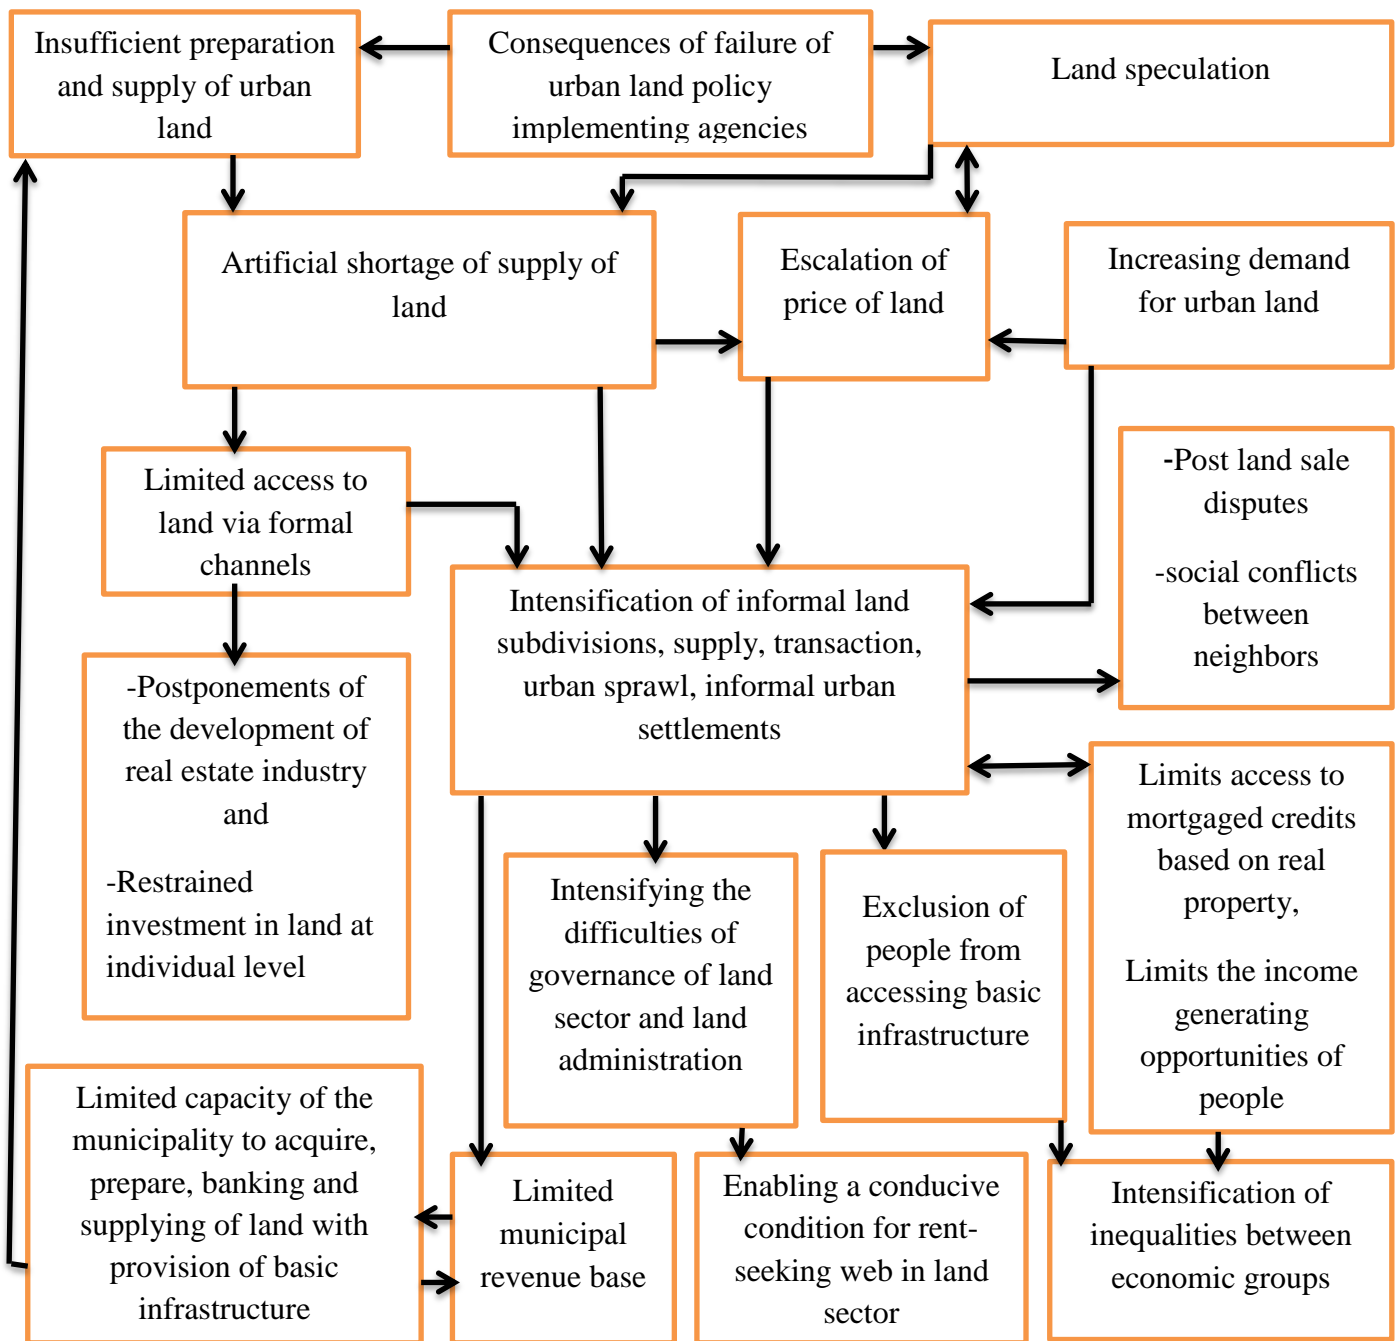 Insufficient preparation
and supply of urban
land
Consequences of failure of
urban land policy
implementing agencies
Land speculation
Artificial shortage of supply of
land
Escalation of
price of land
Increasing demand
for urban land
Limited access to
land via formal
channels
-Post land sale
disputes
-social conflicts
between
neighbors
Intensification of informal land
subdivisions, supply, transaction,
urban sprawl, informal urban
settlements
-Postponements of
the development of
real estate industry
and
-Restrained
investment in land at
individual level
Limits access to
mortgaged credits
based on real
property,
Limits the income
generating
opportunities of
people
Intensifying the
difficulties of
governance of land
sector and land
administration
Exclusion of
people from
accessing basic
infrastructure
Limited capacity of the
municipality to acquire,
prepare, banking and
supplying of land with
provision of basic
infrastructure
Limited
municipal
revenue base
Enabling a conducive
condition for rent-
seeking web in land
sector
Intensification of
inequalities between
economic groups